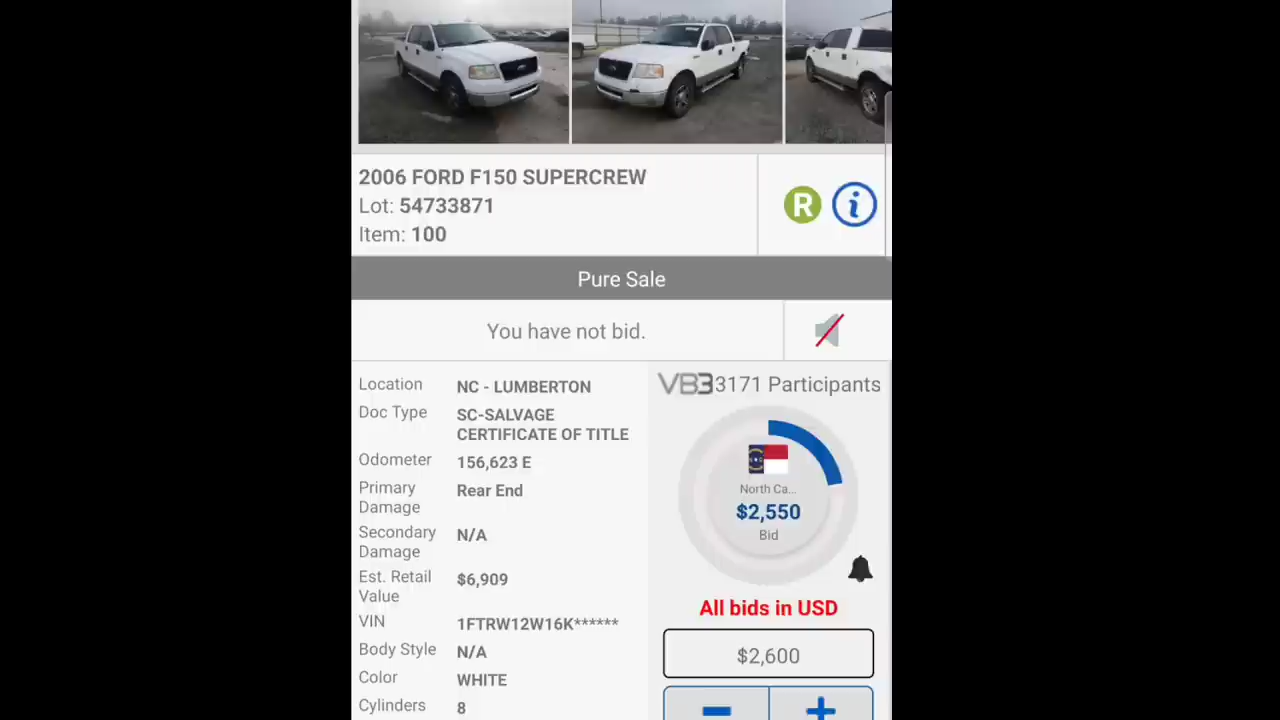 2006 FORD F150 SUPERCREW
Lot: 54733871
Item: 100
R
i
Pure Sale
You have not bid.
Location NC - LUMBERTON
Doc Type SC-SALVAGE
CERTIFICATE OF TITLE
Odometer 156,623 E
Primary
Damage Rear End
Secondary
Damage N/A
Est. Retail
Value $6,909
VIN 1FTRW12W16K******
Body Style N/A
Color WHITE
Cylinders 8
VB3 3171 Participants
North Ca...
$2,550
Bid
All bids in USD
$2,600